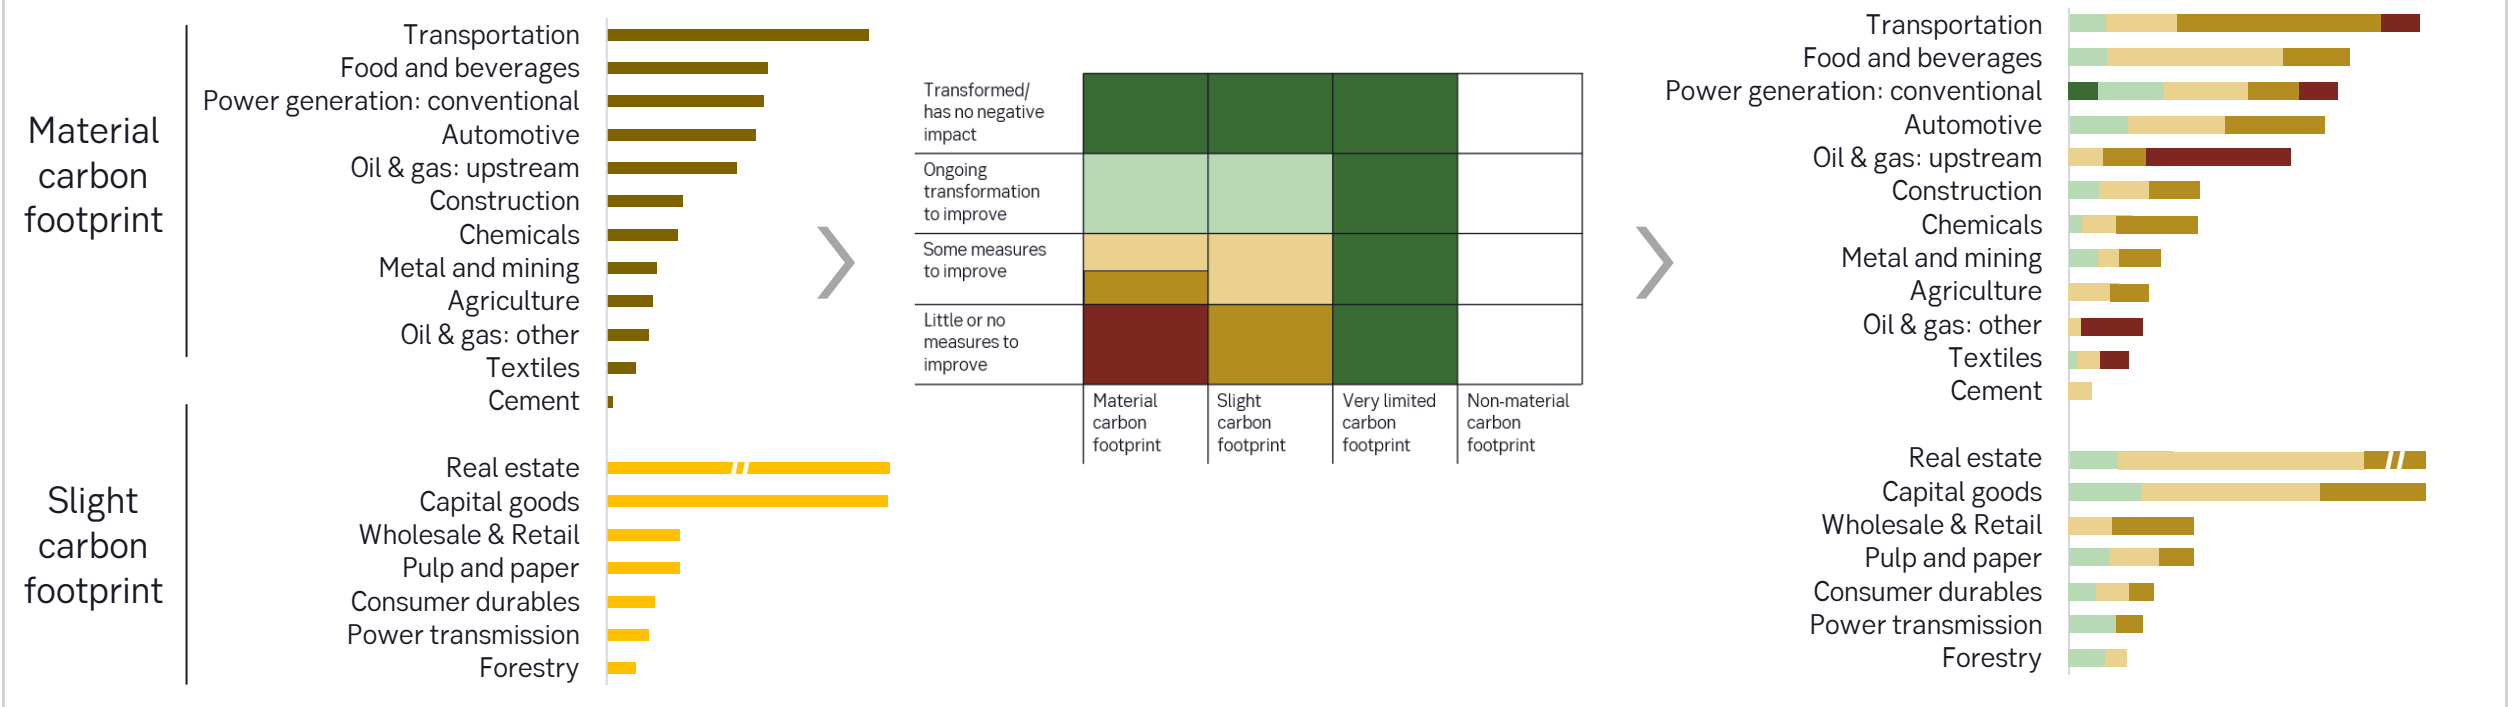 Material
carbon
footprint
Transportation
Food and beverages
Power generation: conventional
Automotive
Oil & gas: upstream
Construction
Chemicals
Metal and mining
Agriculture
Oil & gas: other
Textiles
Cement
Slight
carbon
footprint
Real estate
Capital goods
Wholesale & Retail
Pulp and paper
Consumer durables
Power transmission
Forestry
Transformed/
has no negative
impact
Ongoing
transformation
to improve
Some measures
to improve
Little or no
measures to
improve
Material
carbon
footprint
Slight
carbon
footprint
Very limited
carbon
footprint
Non-material
carbon
footprint
Transportation
Food and beverages
Power generation: conventional
Automotive
Oil & gas: upstream
Construction
Chemicals
Metal and mining
Agriculture
Oil & gas: other
Textiles
Cement
Real estate
Capital goods
Wholesale & Retail
Pulp and paper
Consumer durables
Power transmission
Forestry